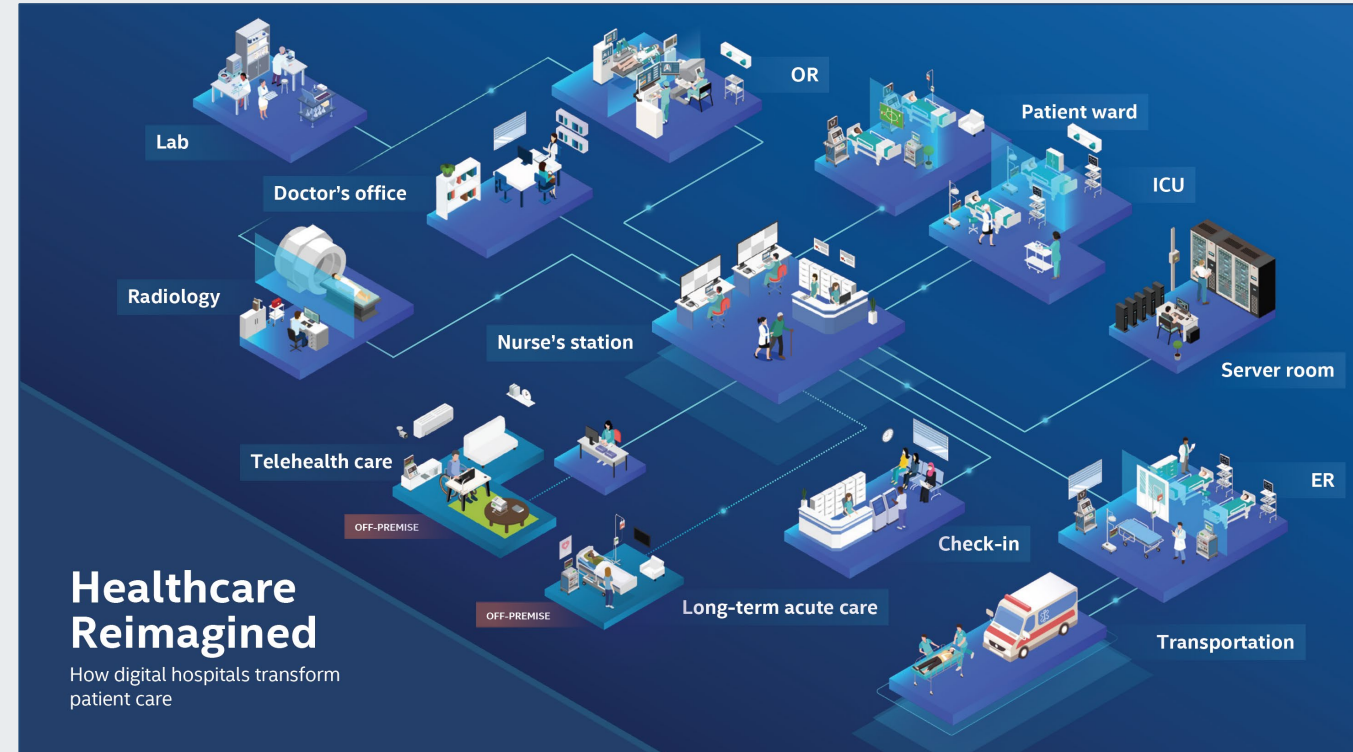 OR
Patient ward
Lab
ICU
Doctor's office
Radiology
Nurse's station
Server room
Telehealth care
ER
OFF-PREMISE
Check-in
Long-term acute care
OFF-PREMISE
Transportation
Healthcare
Reimagined
How digital hospitals transform
patient care